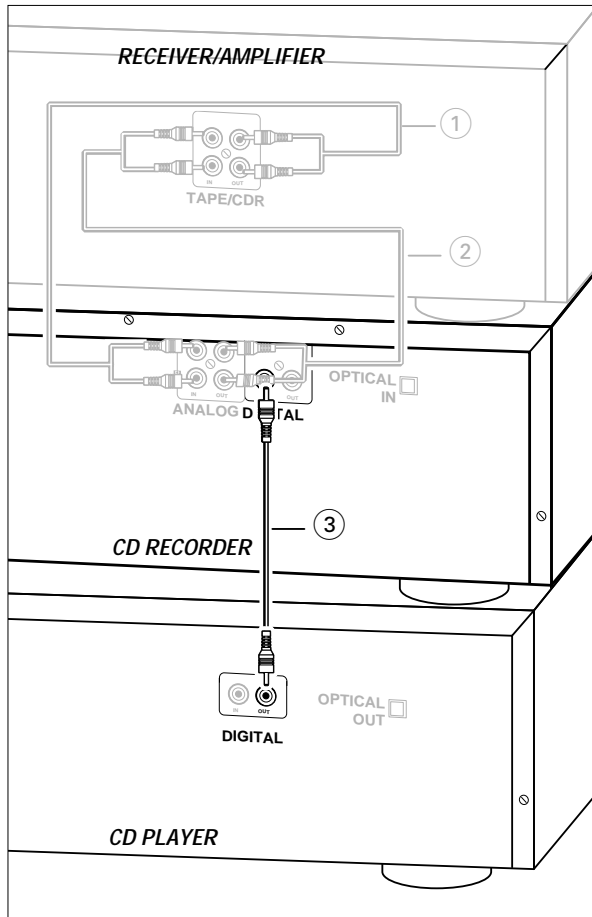 RECEIVER/AMPLIFIER
1
IN OUT
TAPE/CDR
2
OPTICAL
IN
IN OUT
OUT
ANALOG
3
CD RECORDER
IN OUT
OPTICAL
OUT
DIGITAL
CD PLAYER